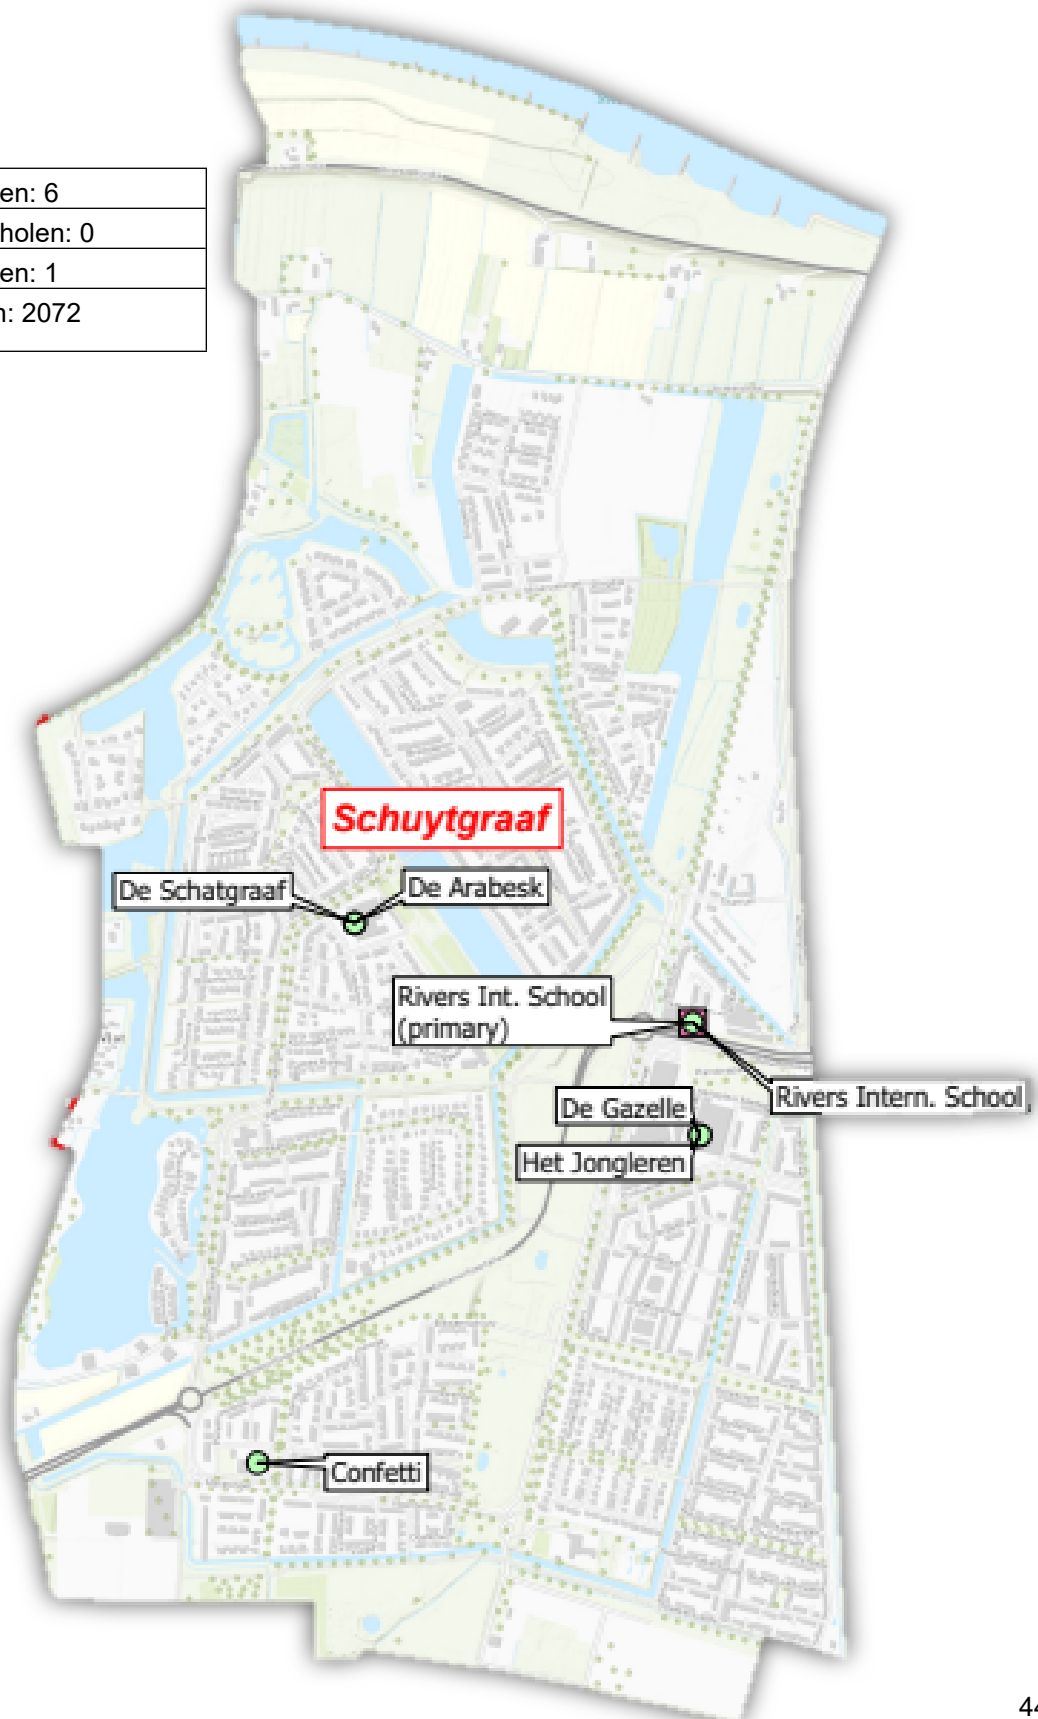 en: 6
holen: 0
en: 1
n: 2072
Schuytgraaf
De Schatgraaf
De Arabesk
Rivers Int. School
(primary)
Rivers Intern. School
De Gazelle
Het Jongleren
Confetti
44